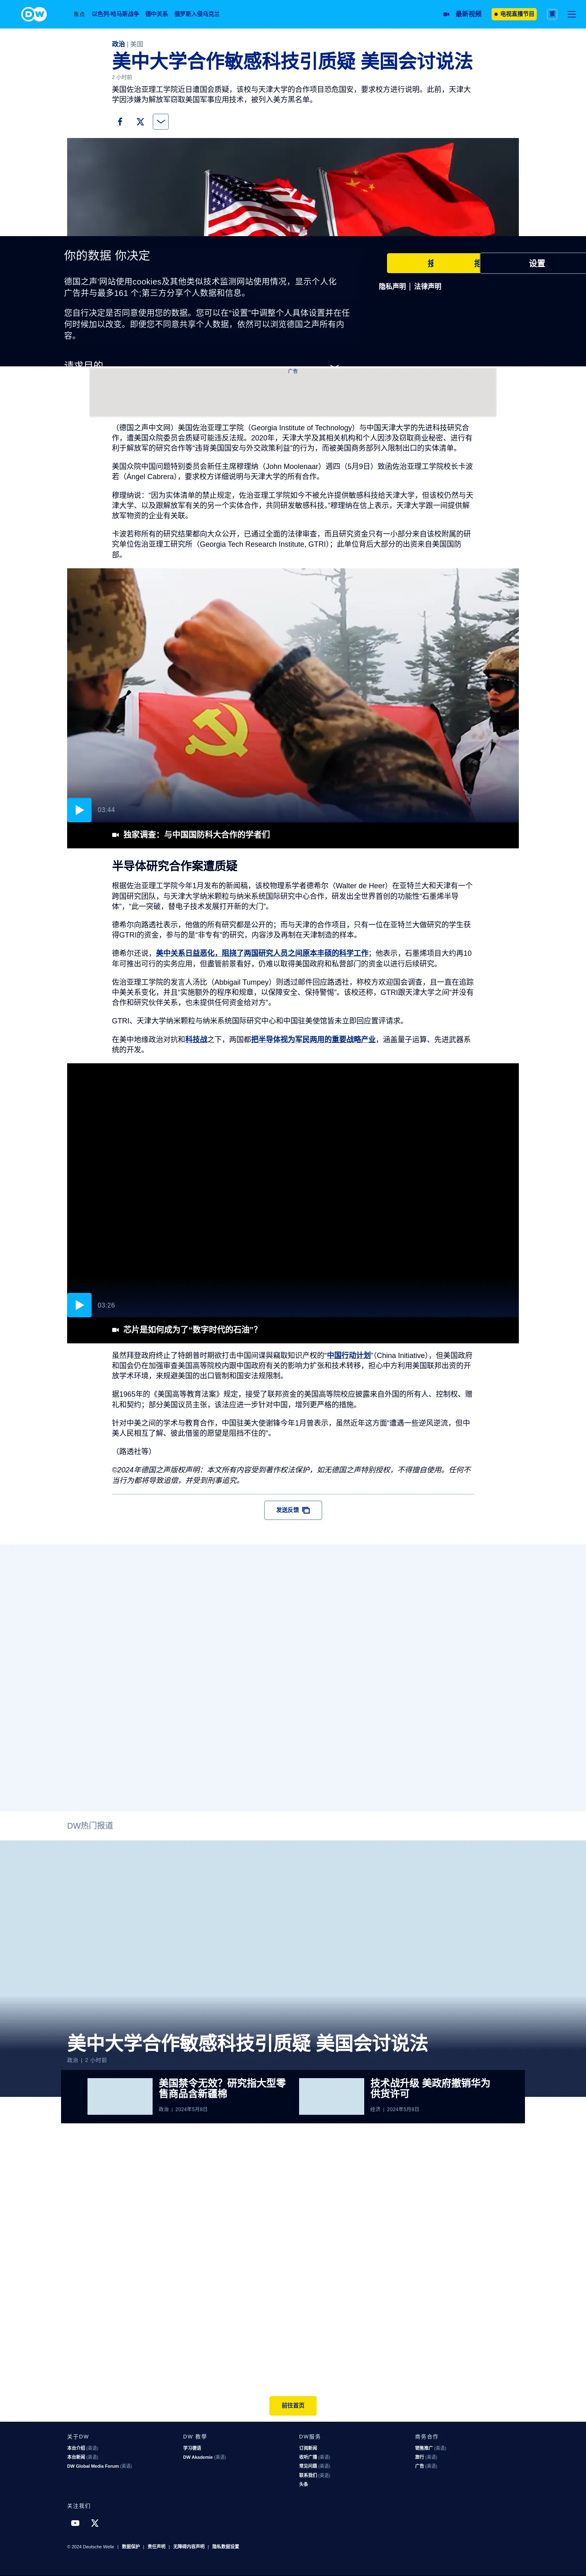 DW
焦点
以色列-哈马斯战争
德中关系
俄罗斯入侵乌克兰
最新视频
电视直播节目
繁
政治 | 美国
美中大学合作敏感科技引质疑 美国会讨说法
2 小时前
美国佐治亚理工学院近日遭国会质疑，该校与天津大学的合作项目恐危国安，要求校方进行说明。此前，天津大
学因涉嫌为解放军窃取美国军事应用技术，被列入美方黑名单。
你的数据 你决定
德国之声'网站使用cookies及其他类似技术监测网站使用情况，显示个人化
广告并与最多161 个;第三方分享个人数据和信息。
您自行决定是否同意使用您的数据。您可以在“设置”中调整个人具体设置并在任
何时候加以改变。即便您不同意共享个人数据，依然可以浏览德国之声所有内
容。
请求目的
设置
隐私声明 | 法律声明
广告
（德国之声中文网）美国佐治亚理工学院（Georgia Institute of Technology）与中国天津大学的先进科技研究合
作，遭美国众院委员会质疑可能违反法规。2020年，天津大学及其相关机构和个人因涉及窃取商业秘密、进行有
利于解放军的研究合作等“违背美国国安与外交政策利益”的行为，而被美国商务部列入限制出口的实体清单。
美国众院中国问题特别委员会新任主席穆理纳（John Moolenaar）週四（5月9日）致函佐治亚理工学院校长卡波
若（Ángel Cabrera），要求校方详细说明与天津大学的所有合作。
穆理纳说：“因为实体清单的禁止规定，佐治亚理工学院如今不被允许提供敏感科技给天津大学，但该校仍然与天
津大学、以及跟解放军有关的另一个实体合作，共同研发敏感科技。”穆理纳在信上表示，天津大学跟一间提供解
放军物资的企业有关联。
卡波若称所有的研究结果都向大众公开，已通过全面的法律审查，而且研究资金只有一小部分来自该校附属的研
究单位佐治亚理工研究所（Georgia Tech Research Institute, GTRI）；此单位背后大部分的出资来自美国国防
部。
03:44
独家调查：与中国国防科大合作的学者们
半导体研究合作案遭质疑
根据佐治亚理工学院今年1月发布的新闻稿，该校物理系学者德希尔（Walter de Heer）在亚特兰大和天津有一个
跨国研究团队，与天津大学纳米颗粒与纳米系统国际研究中心合作，研发出全世界首创的功能性“石墨烯半导
体”，“此一突破，替电子技术发展打开新的大门”。
德希尔向路透社表示，他做的所有研究都是公开的；而与天津的合作项目，只有一位在亚特兰大做研究的学生获
得GTRI的资金，参与的是“非专有”的研究，内容涉及再制在天津制造的样本。
德希尔还说，美中关系日益恶化，阻挠了两国研究人员之间原本丰硕的科学工作；他表示，石墨烯项目大约再10
年可推出可行的实务应用，但盡管前景看好，仍难以取得美国政府和私营部门的资金以进行后续研究。
佐治亚理工学院的发言人汤比（Abbigail Tumpey）则透过邮件回应路透社，称校方欢迎国会调查，且一直在追踪
中美关系变化，并且“实施额外的程序和规章，以保障安全、保持警惕”。该校还称，GTRI跟天津大学之间“并没有
合作和研究伙伴关系，也未提供任何资金给对方”。
GTRI、天津大学纳米颗粒与纳米系统国际研究中心和中国驻美使馆皆未立即回应置评请求。
在美中地缘政治对抗和科技战之下，两国都把半导体视为军民两用的重要战略产业，涵盖量子运算、先进武器系
统的开发。
03:26
芯片是如何成为了“数字时代的石油”？
虽然拜登政府终止了特朗普时期欲打击中国间谍與窃取知识产权的“中国行动计划”（China Initiative），但美国政府
和国会仍在加强审查美国高等院校内跟中国政府有关的影响力扩张和技术转移，担心中方利用美国联邦出资的开
放学术环境，来规避美国的出口管制和国安法规限制。
据1965年的《美国高等教育法案》规定，接受了联邦资金的美国高等院校应披露来自外国的所有人、控制权、赠
礼和契约；部分美国议员主张，该法应进一步针对中国，增列更严格的措施。
针对中美之间的学术与教育合作，中国驻美大使谢锋今年1月曾表示，虽然近年这方面“遭遇一些逆风逆流，但中
美人民相互了解、彼此借鉴的愿望是阻挡不住的”。
（路透社等）
©2024年德国之声版权声明：本文所有内容受到著作权法保护，如无德国之声特别授权，不得擅自使用。任何不
当行为都将导致追偿，并受到刑事追究。
发送反馈
DW热门报道
美中大学合作敏感科技引质疑 美国会讨说法
政治 | 2 小时前
美国禁令无效？研究指大型零
售商品含新疆棉
政治 | 2024年5月8日
技术战升级 美政府撤销华为
供货许可
经济 | 2024年5月8日
前往首页
关于DW
本台介绍 (英语)
本台新闻 (英语)
DW Global Media Forum (英语)
DW 教學
学习德语
DW Akademie (英语)
DW服务
订阅新闻
收听广播 (英语)
常见问题 (英语)
联系我们 (英语)
头条
商务合作
销售推广 (英语)
旅行 (英语)
广告 (英语)
关注我们
© 2024 Deutsche Welle | 数据保护 | 责任声明 | 无障碍内容声明 | 隐私数据设置